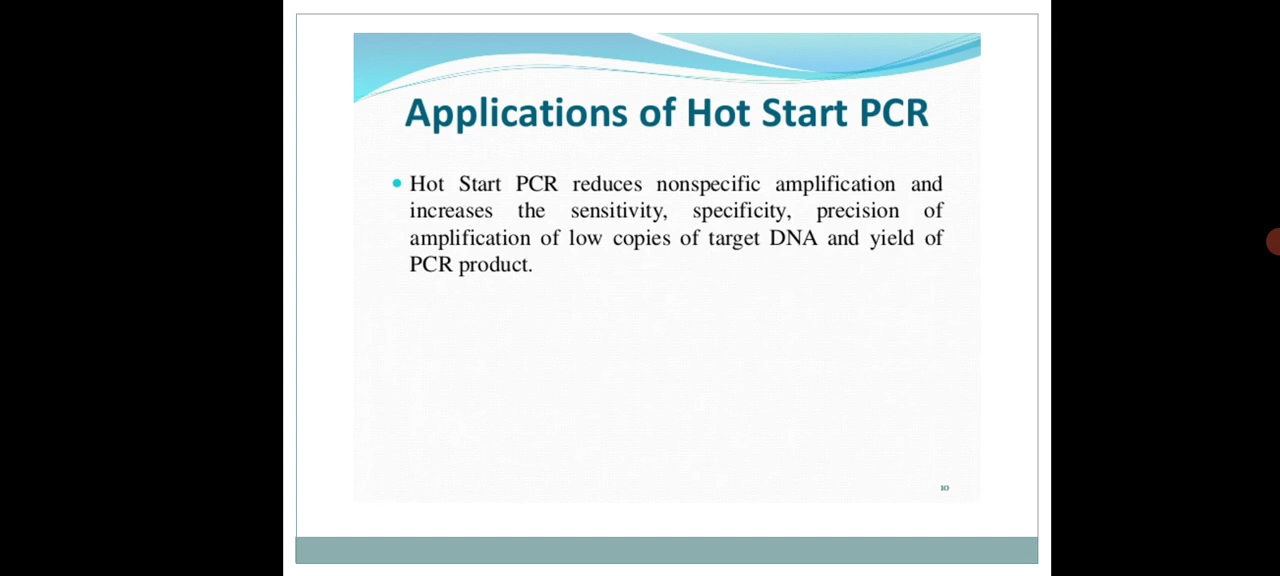 Applications of Hot Start PCR
• Hot Start PCR reduces nonspecific amplification and
increases the sensitivity, specificity, precision of
amplification of low copies of target DNA and yield of
PCR product.
10